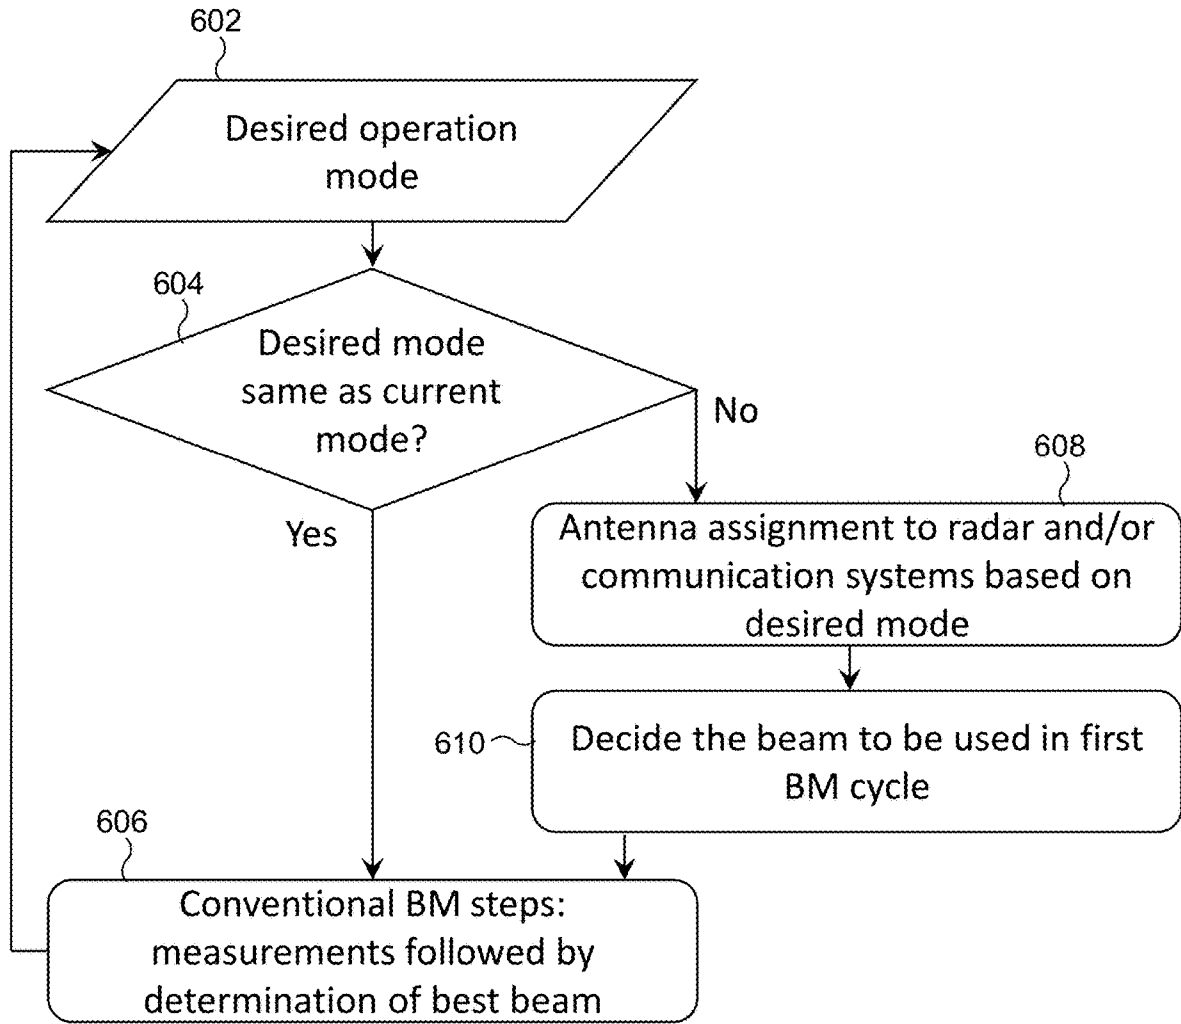 602
Desired operation
mode
604
Desired mode
same as current
mode?
No
Yes
608
Antenna assignment to radar and/or
communication systems based on
desired mode
610
Decide the beam to be used in first
BM cycle
606
Conventional BM steps:
measurements followed by
determination of best beam